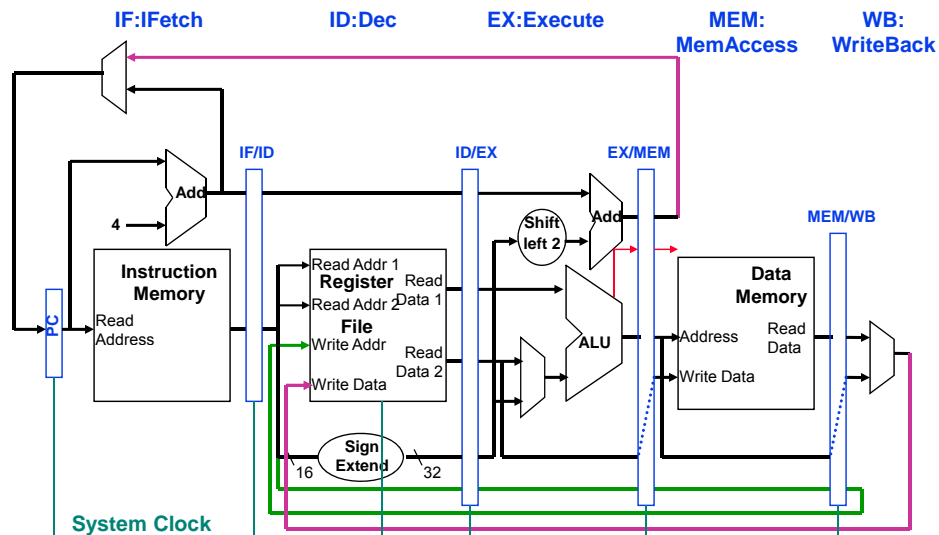 IF:IFetch
ID:Dec
EX:Execute
MEM:
MemAccess
WB:
WriteBack
IF/ID
ID/EX
EX/MEM
MEM/WB
Add
4
Shift
left 2
Add
Instruction
Memory
Read
Address
PC
Read Addr 1
Register
Read
Data 1
Read Addr 2
File
Write Addr
Read
Data 2
Write Data
ALU
Data
Memory
Address
Read
Data
Write Data
Sign
Extend
16
32
System Clock